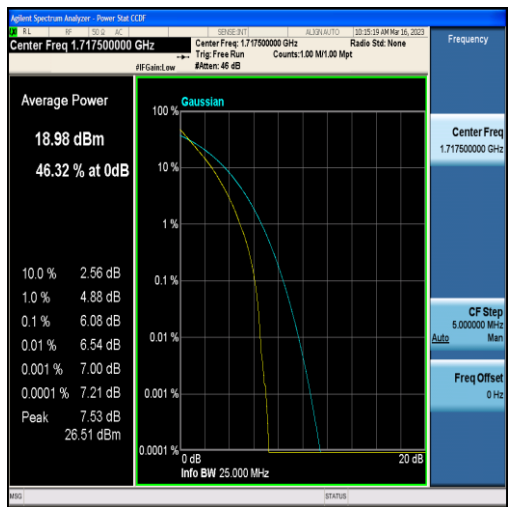 Agilent Spectrum Analyzer - Power Stat CCDF
RL RF 50 Ω AC SENSE:INT ALIGN AUTO 10:15:19 AM Mar 16, 2023
Center Freq 1.717500000 GHz
Center Freq: 1.717500000 GHz Radio Std: None
Trig: Free Run Counts:1.00 M/1.00 Mpt
#IFGain:Low #Atten: 46 dB
Frequency
Average Power
18.98 dBm
46.32 % at 0dB
10.0 % 2.56 dB
1.0 % 4.88 dB
0.1 % 6.08 dB
0.01 % 6.54 dB
0.001 % 7.00 dB
0.0001 % 7.21 dB
Peak 7.53 dB
26.51 dBm
Gaussian
100 %
10 %
1 %
0.1 %
0.01 %
0.001 %
0.0001 %
0 dB 20 dB
Info BW 25.000 MHz
Center Freq
1.717500000 GHz
CF Step
5.000000 MHz
Auto Man
Freq Offset
0 Hz
MSG STATUS